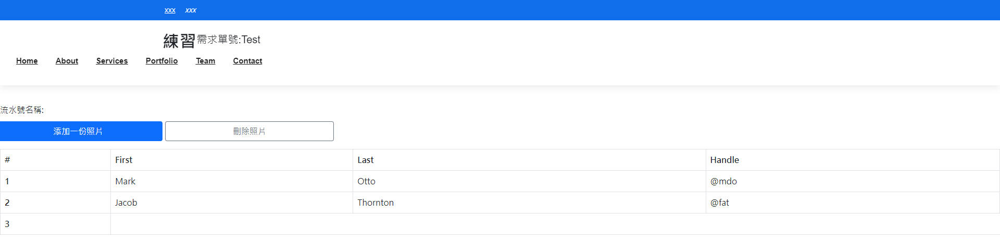 xxx xxx
練習需求單號:Test
Home About Services Portfolio Team Contact
流水號名稱:
添加一份照片 刪除照片
# First Last Handle
1 Mark Otto @mdo
2 Jacob Thornton @fat
3